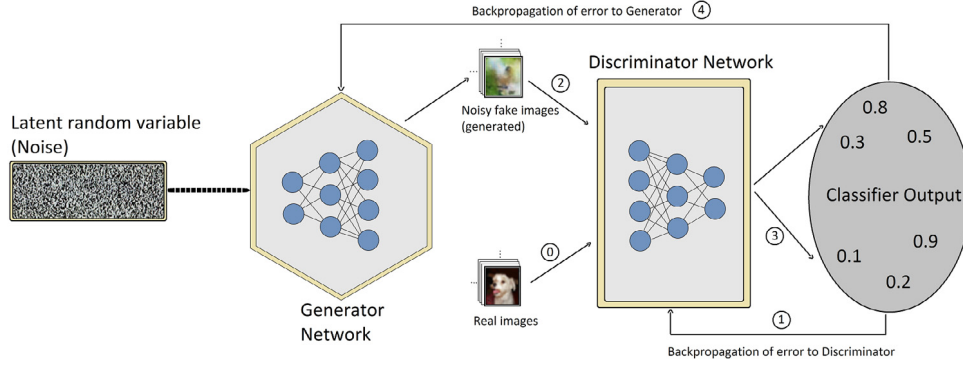 Backpropagation of error to Generator 4
Discriminator Network
2
Noisy fake images
(generated)
Latent random variable
(Noise)
0.8
0.3
0.5
Classifier Output
3
0
0.1
0.9
0.2
Generator
Network
Real images
1
Backpropagation of error to Discriminator